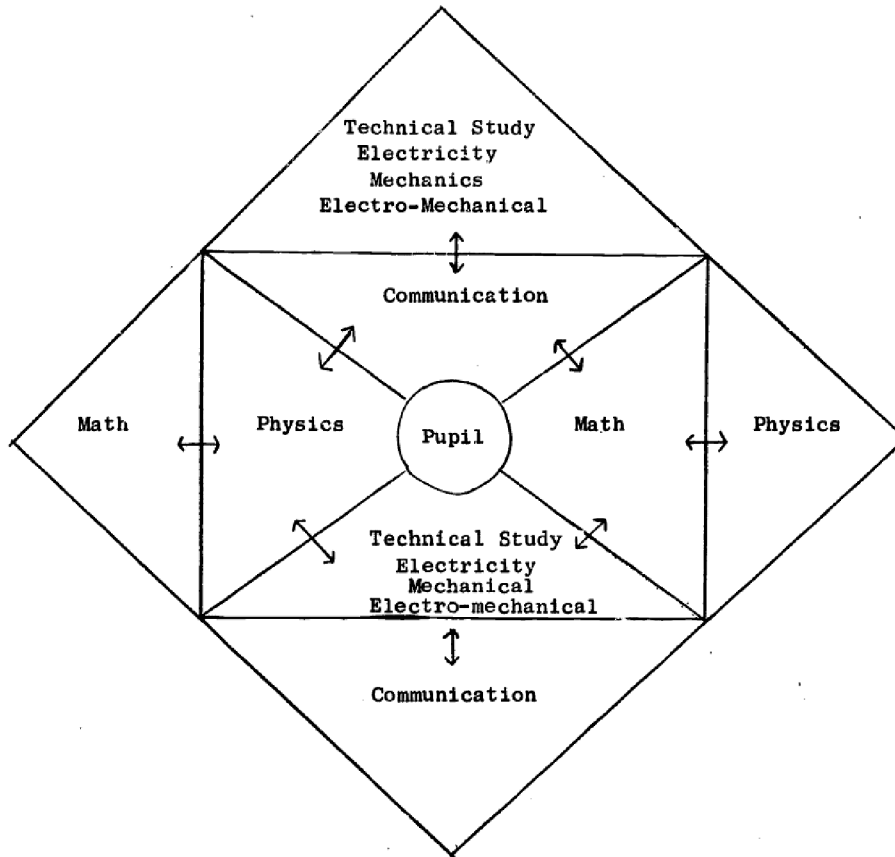 Technical Study
Electricity
Mechanics
Electro-Mechanical
Communication
Math
Physics
Pupil
Math
Physics
Technical Study
Electricity
Mechanical
Electro-mechanical
Communication